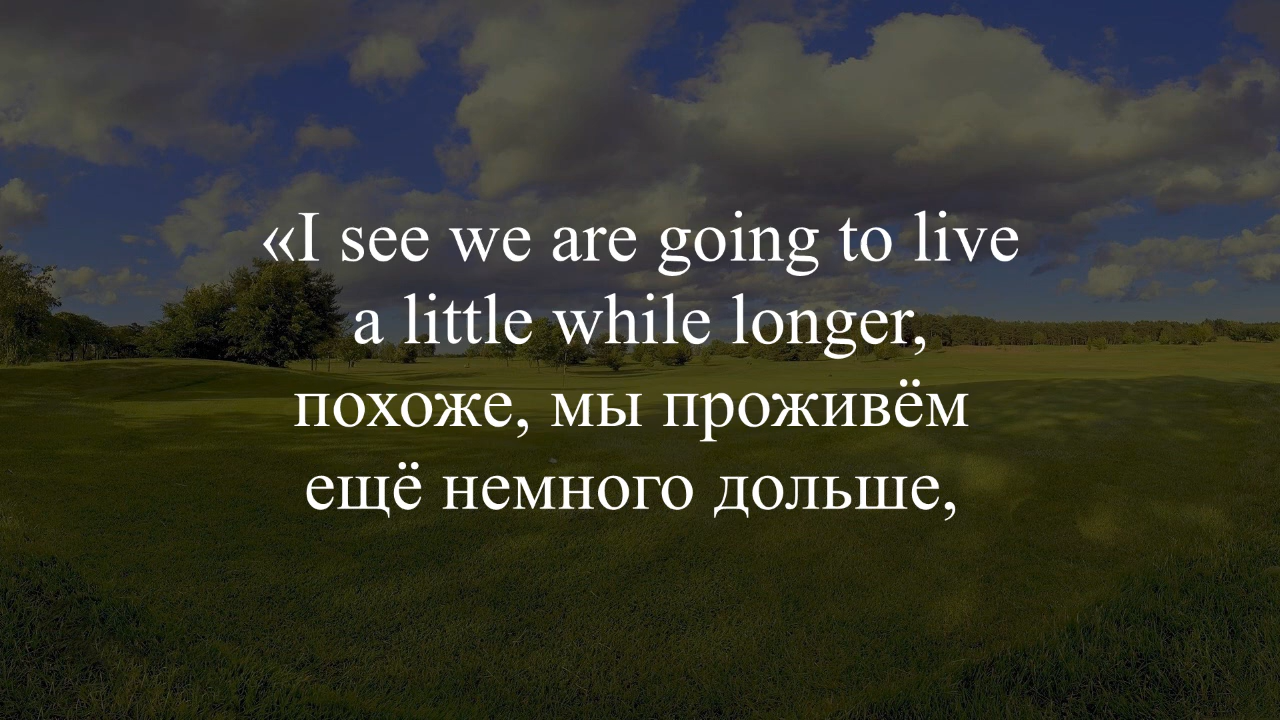 «I see we are going to live
a little while longer,
похоже, мы проживём
ещё немного дольше,